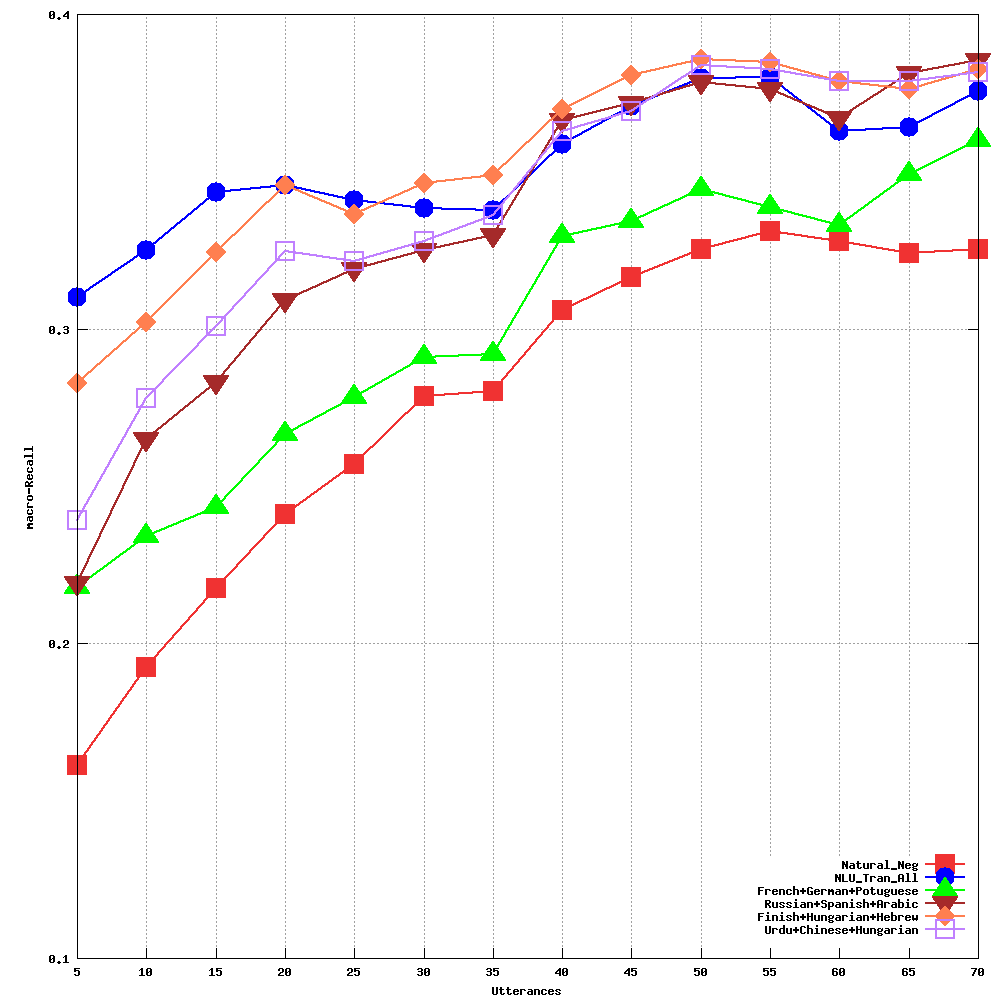 0.4
0.3
macro-Recall
0.2
Natural_Neg
NLU_Tran_All
French+German+Potuguese
Russian+Spanish+Arabic
Finish+Hungarian+Hebrew
Urdu+Chinese+Hungarian
0.1
5 10 15 20 25 30 35 40 45 50 55 60 65 70
Utterances